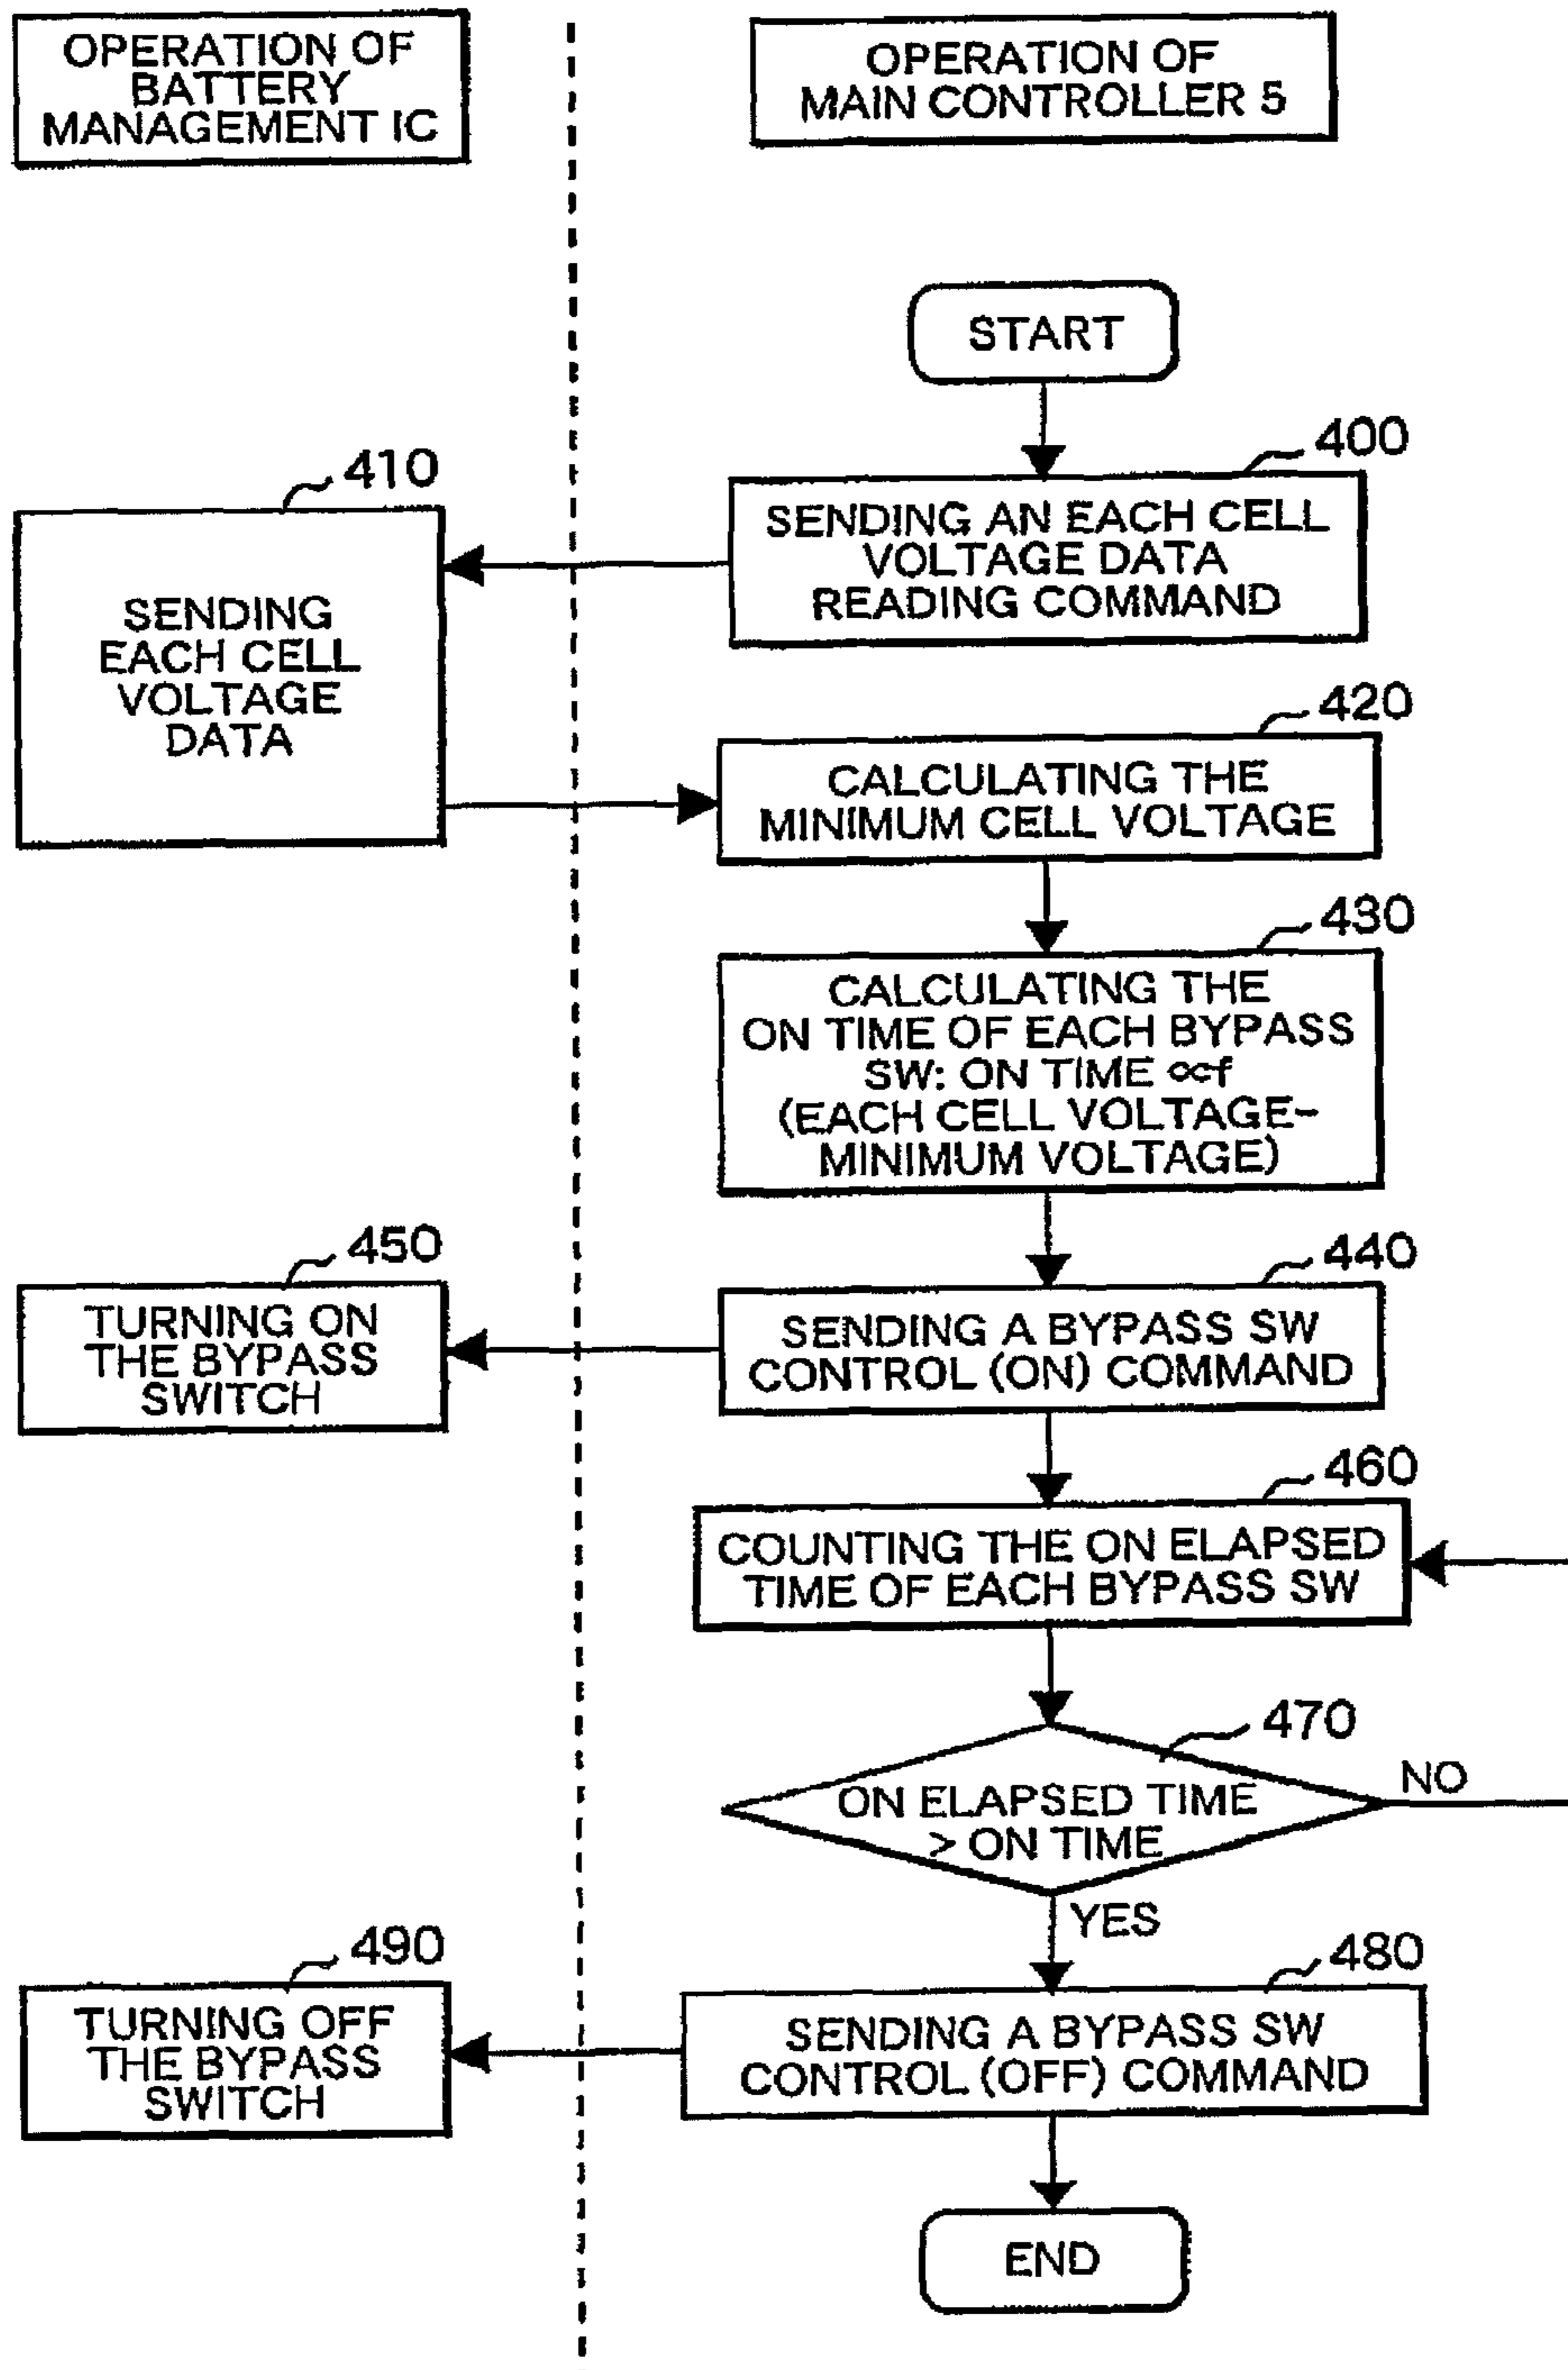 OPERATION OF
BATTERY
MANAGEMENT IC
OPERATION OF
MAIN CONTROLLER 5
START
400
SENDING AN EACH CELL
VOLTAGE DATA
READING COMMAND
410
SENDING
EACH CELL
VOLTAGE
DATA
420
CALCULATING THE
MINIMUM CELL VOLTAGE
430
CALCULATING THE
ON TIME OF EACH BYPASS
SW: ON TIME ∝f
(EACH CELL VOLTAGE-
MINIMUM VOLTAGE)
440
SENDING A BYPASS SW
CONTROL (ON) COMMAND
450
TURNING ON
THE BYPASS
SWITCH
460
COUNTING THE ON ELAPSED
TIME OF EACH BYPASS SW
470
ON ELAPSED TIME
> ON TIME
NO
YES
480
SENDING A BYPASS SW
CONTROL (OFF) COMMAND
490
TURNING OFF
THE BYPASS
SWITCH
END